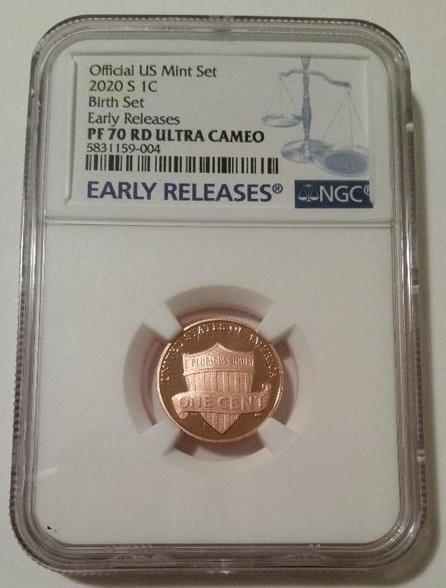 Official US Mint Set
2020 S 1C
Birth Set
Early Releases
PF 70 RD ULTRA CAMEO
5831159-004
EARLY RELEASES®
NGC®
UNITED STATES OF AMERICA
E PLURIBUS UNUM
ONE CENT